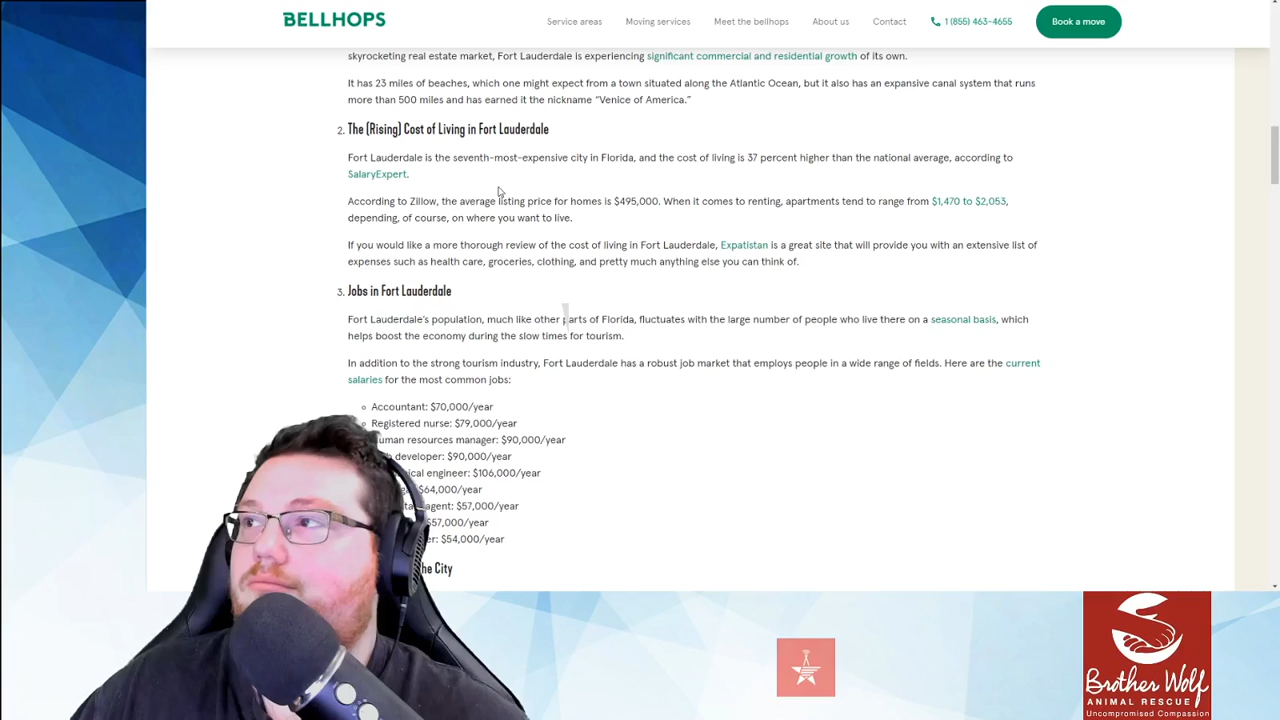 BELLHOPS
Service areas
Moving services
Meet the bellhops
About us
Contact
1 (855) 463-4655
Book a move
skyrocketing real estate market, Fort Lauderdale is experiencing significant commercial and residential growth of its own.
It has 23 miles of beaches, which one might expect from a town situated along the Atlantic Ocean, but it also has an expansive canal system that runs
more than 500 miles and has earned it the nickname “Venice of America.”
2. The (Rising) Cost of Living in Fort Lauderdale
Fort Lauderdale is the seventh-most-expensive city in Florida, and the cost of living is 37 percent higher than the national average, according to
SalaryExpert.
According to Zillow, the average listing price for homes is $495,000. When it comes to renting, apartments tend to range from $1,470 to $2,053,
depending, of course, on where you want to live.
If you would like a more thorough review of the cost of living in Fort Lauderdale, Expatistan is a great site that will provide you with an extensive list of
expenses such as health care, groceries, clothing, and pretty much anything else you can think of.
3. Jobs in Fort Lauderdale
Fort Lauderdale’s population, much like other parts of Florida, fluctuates with the large number of people who live there on a seasonal basis, which
helps boost the economy during the slow times for tourism.
In addition to the strong tourism industry, Fort Lauderdale has a robust job market that employs people in a wide range of fields. Here are the current
salaries for the most common jobs:
Accountant: $70,000/year
Registered nurse: $79,000/year
uman resources manager: $90,000/year
developer: $90,000/year
ical engineer: $106,000/year
$64,000/year
agent: $57,000/year
$57,000/year
er: $54,000/year
he City
Brother Wolf
ANIMAL RESCUE
Uncompromised Compassion